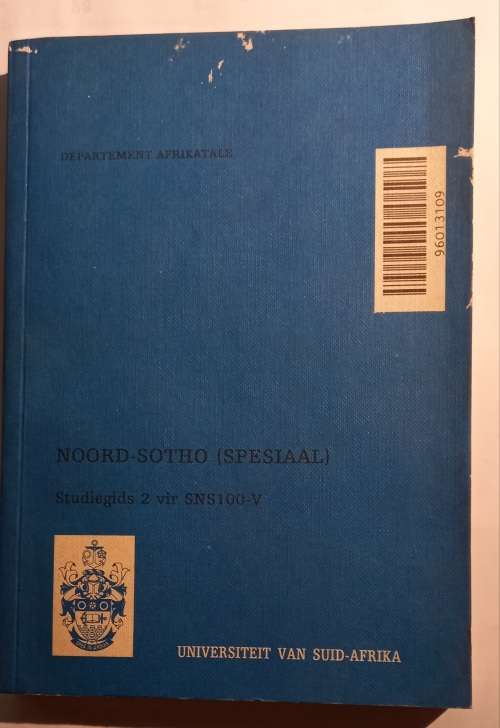 DEPARTEMENT AFRIKATALE
96013109
NOORD-SOTHO (SPESIAAL)
Studiegids 2 vir SNS100-V
UNIVERSITEIT VAN SUID-AFRIKA